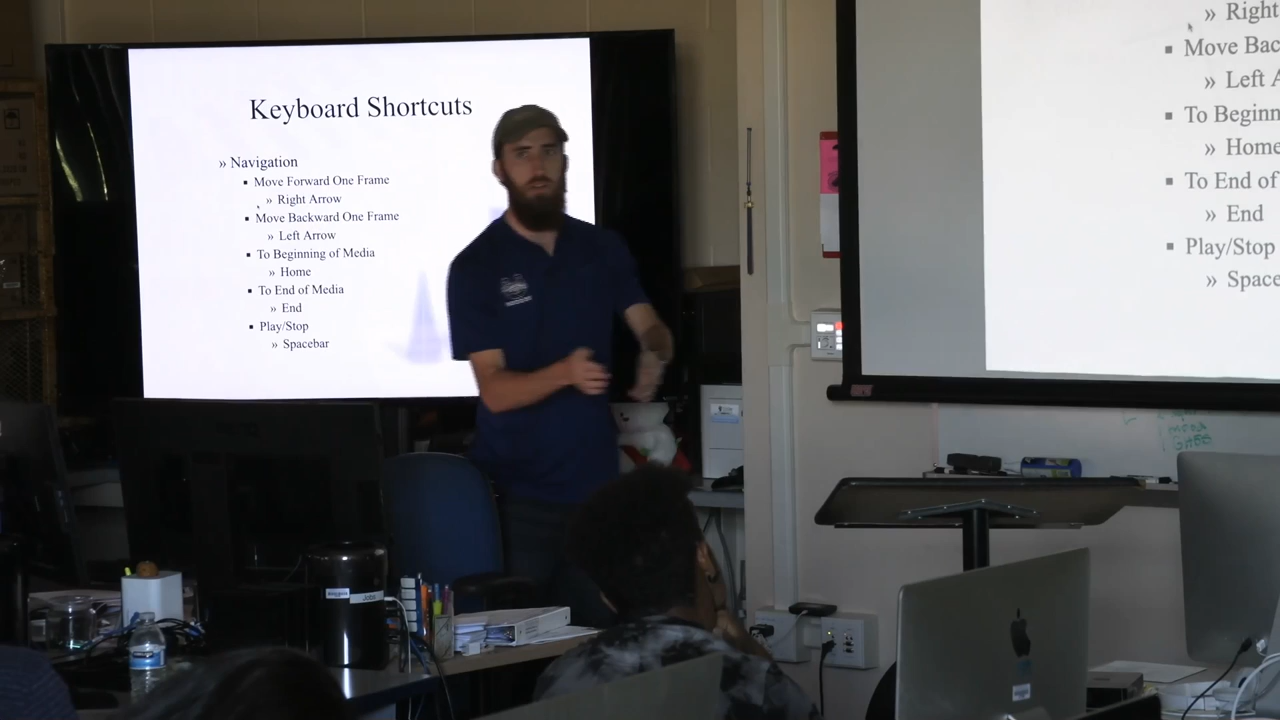 Keyboard Shortcuts
» Navigation
▪ Move Forward One Frame
» Right Arrow
▪ Move Backward One Frame
» Left Arrow
▪ To Beginning of Media
» Home
▪ To End of Media
» End
▪ Play/Stop
» Spacebar
» Right
▪ Move Bac
» Left A
▪ To Beginn
» Home
▪ To End of
» End
▪ Play/Stop
» Space